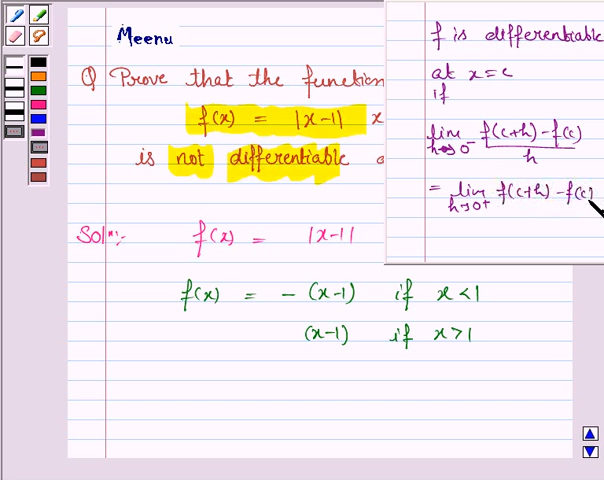 Meenu
Q Prove that the function
f(x) = |x-1| x
is not differentiable a
Solⁿ:- f(x) = |x-1|
f(x) = - (x-1) if x < 1
(x-1) if x > 1
f is differentiable
at x = c
if
lim h→0⁻ f(c+h) - f(c) / h
= lim h→0+ f(c+h) - f(c)